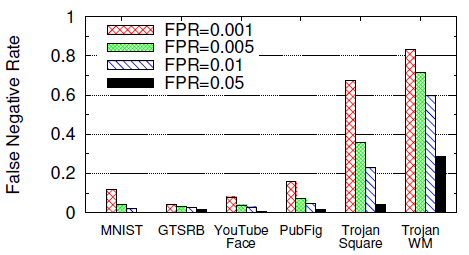 False Negative Rate
1
0.8
0.6
0.4
0.2
0
FPR=0.001
FPR=0.005
FPR=0.01
FPR=0.05
MNIST GTSRB YouTube PubFig Trojan Trojan
Face Square WM